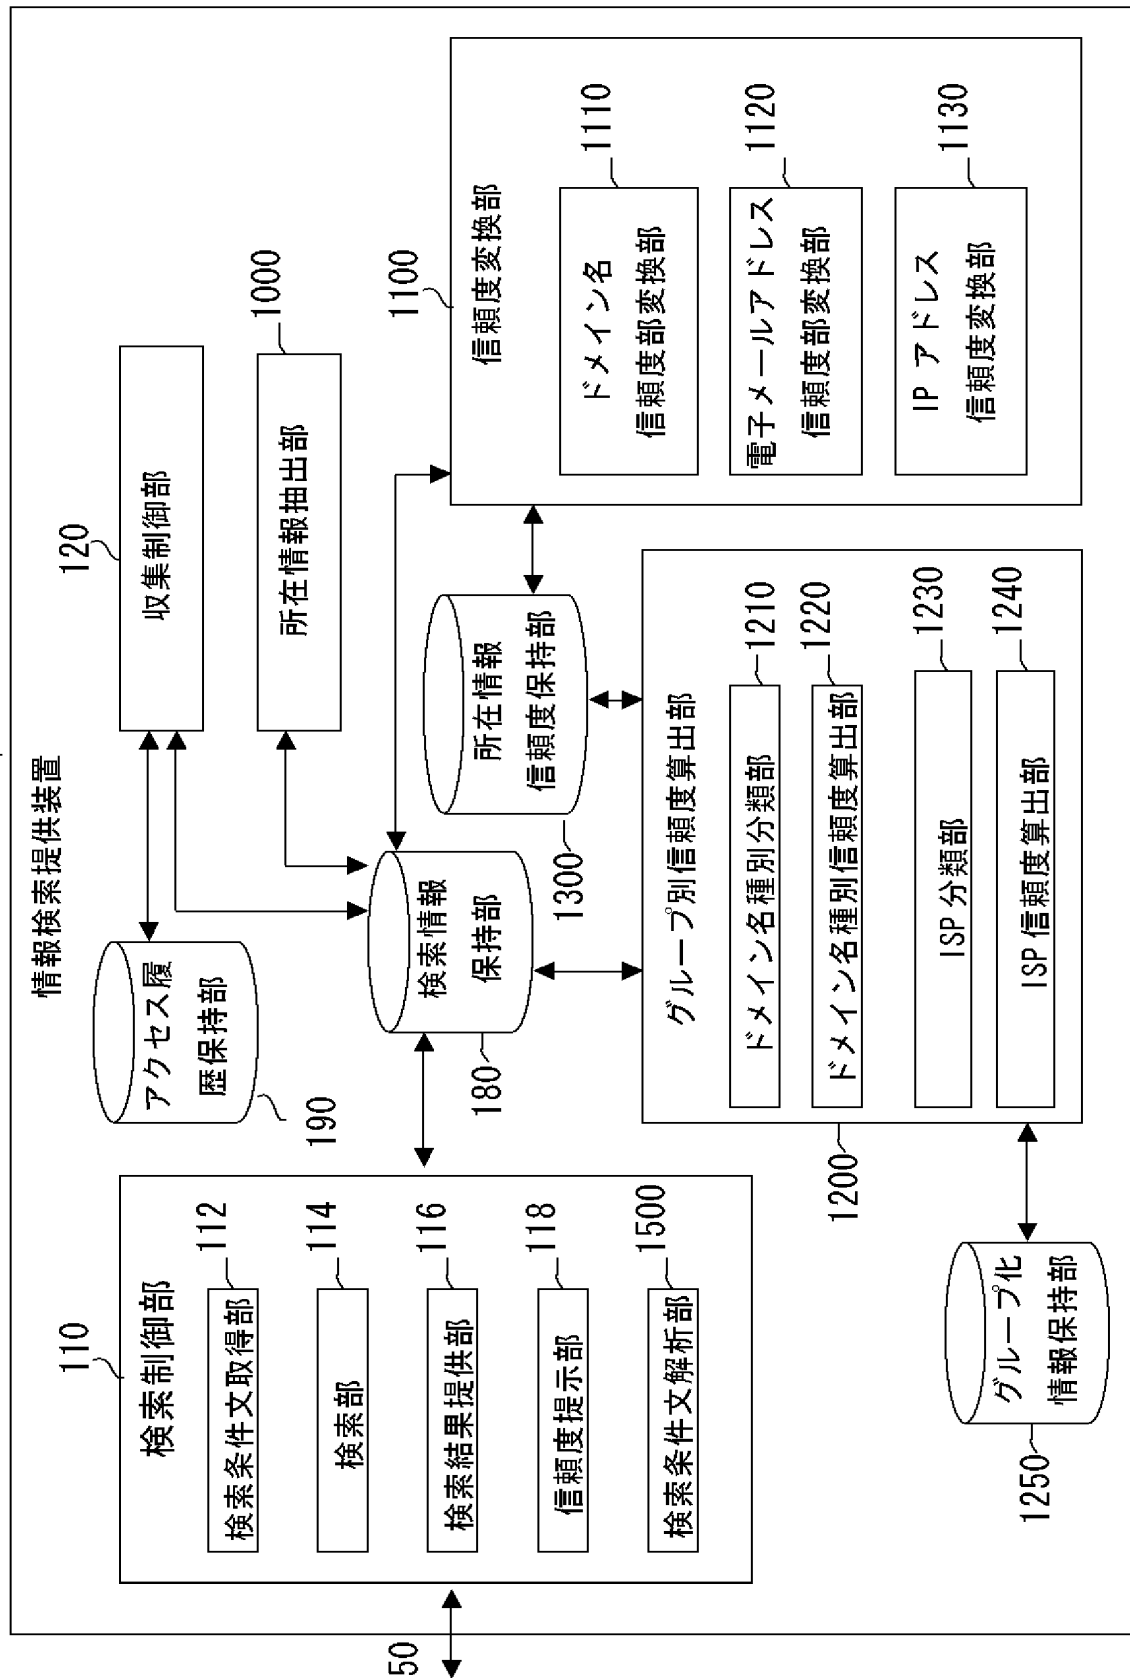 情報検索提供装置
110
検索制御部
検索条件文取得部
112
検索部
114
検索結果提供部
116
信頼度提示部
118
検索条件文解析部
1500
50
アクセス履
歴保持部
190
120
収集制御部
所在情報抽出部
1000
検索情報
保持部
180
所在情報
信頼度保持部
1300
1100
信頼度変換部
ドメイン名
信頼度部変換部
1110
電子メールアドレス
信頼度部変換部
1120
IP アドレス
信頼度変換部
1130
グループ別信頼度算出部
1200
ドメイン名種別分類部
1210
ドメイン名種別信頼度算出部
1220
ISP 分類部
1230
ISP 信頼度算出部
1240
グループ化
情報保持部
1250